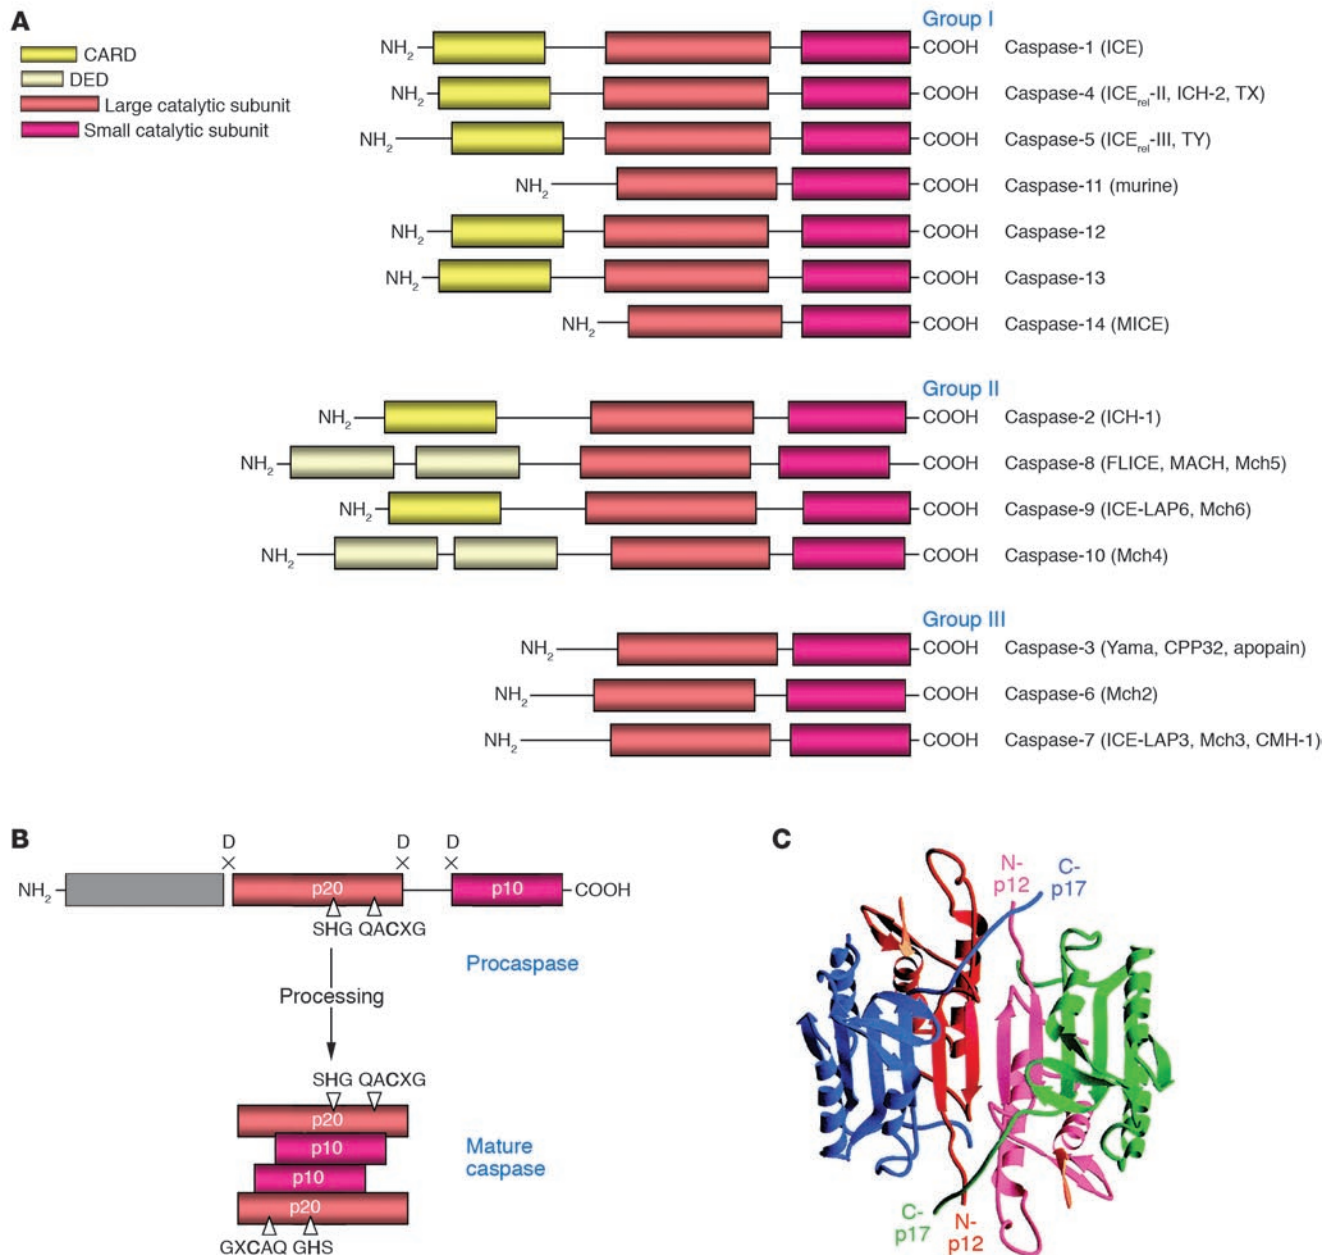 A
CARD
DED
Large catalytic subunit
Small catalytic subunit
Group I
NH2 COOH Caspase-1 (ICE)
NH2 COOH Caspase-4 (ICErel-II, ICH-2, TX)
NH2 COOH Caspase-5 (ICErel-III, TY)
NH2 COOH Caspase-11 (murine)
NH2 COOH Caspase-12
NH2 COOH Caspase-13
NH2 COOH Caspase-14 (MICE)
Group II
NH2 COOH Caspase-2 (ICH-1)
NH2 COOH Caspase-8 (FLICE, MACH, Mch5)
NH2 COOH Caspase-9 (ICE-LAP6, Mch6)
NH2 COOH Caspase-10 (Mch4)
Group III
NH2 COOH Caspase-3 (Yama, CPP32, apopain)
NH2 COOH Caspase-6 (Mch2)
NH2 COOH Caspase-7 (ICE-LAP3, Mch3, CMH-1)
B
D D D
NH2 p20 p10 COOH
SHG QACXG
Procaspase
Processing
SHG QACXG
p20
p10
p10
p20
GXCAQ GHS
Mature
caspase
C
N-
p12
C-
p17
C-
p17
N-
p12